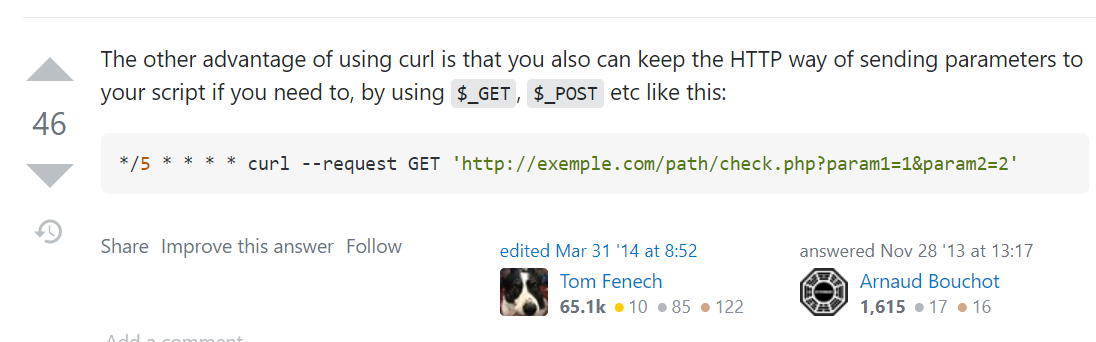 The other advantage of using curl is that you also can keep the HTTP way of sending parameters to
your script if you need to, by using $_GET, $_POST etc like this:
46
*/5 * * * * curl --request GET 'http://exemple.com/path/check.php?param1=1&param2=2'
Share Improve this answer Follow
edited Mar 31 '14 at 8:52
Tom Fenech
65.1k 10 85 122
answered Nov 28 '13 at 13:17
Arnaud Bouchot
1,615 17 16
Add a comment